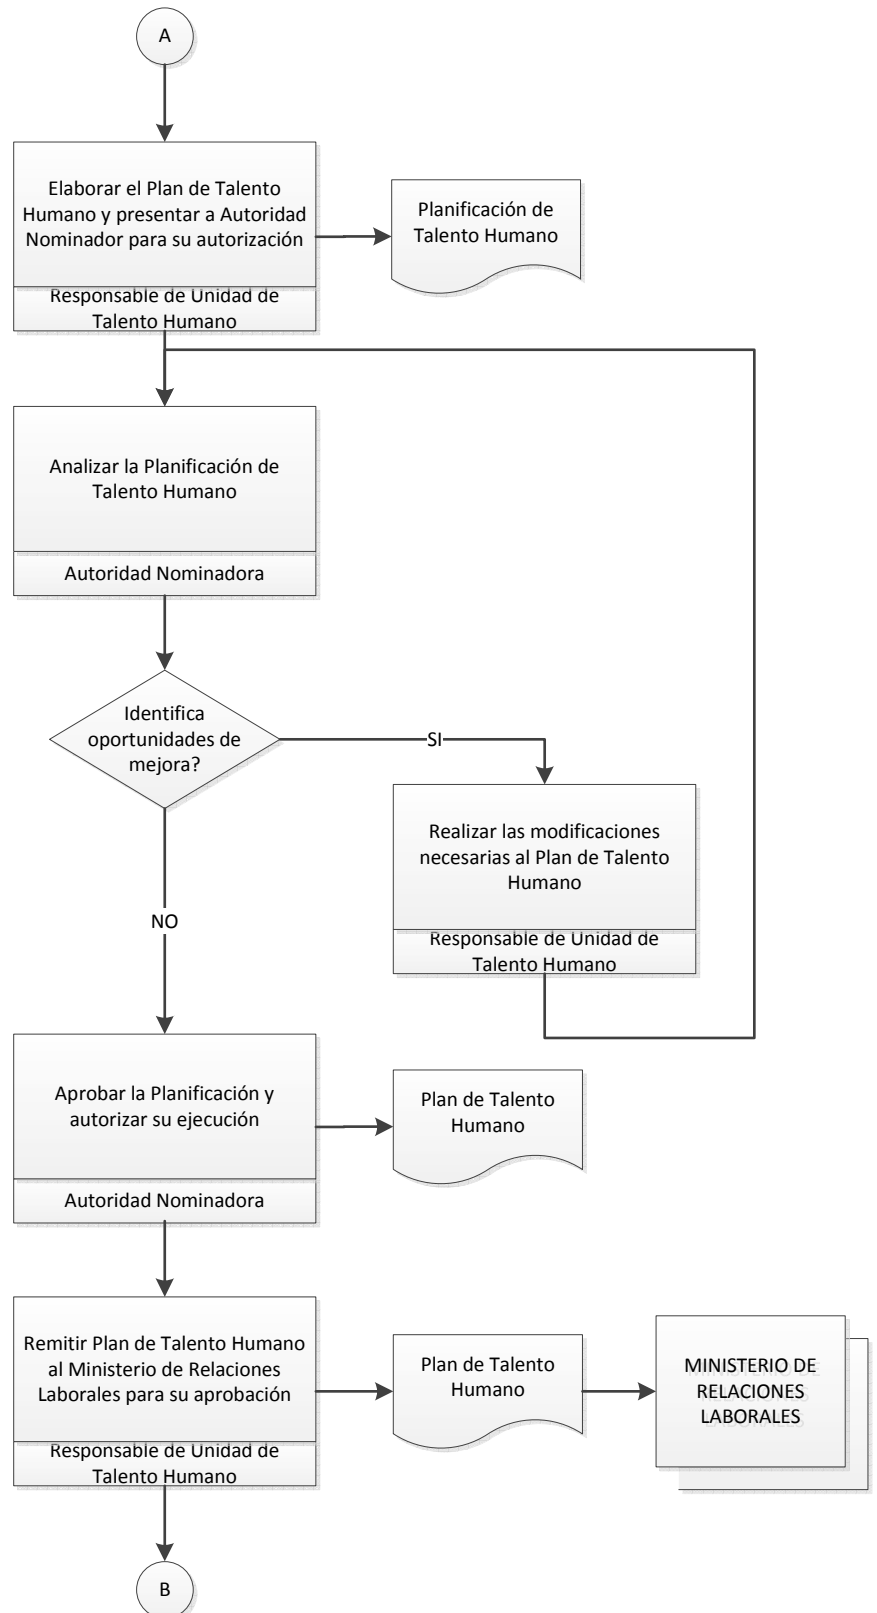 A
Elaborar el Plan de Talento
Humano y presentar a Autoridad
Nominador para su autorización
Responsable de Unidad de
Talento Humano
Planificación de
Talento Humano
Analizar la Planificación de
Talento Humano
Autoridad Nominadora
Identifica
oportunidades de
mejora?
SI
Realizar las modificaciones
necesarias al Plan de Talento
Humano
Responsable de Unidad de
Talento Humano
NO
Aprobar la Planificación y
autorizar su ejecución
Autoridad Nominadora
Plan de Talento
Humano
Remitir Plan de Talento Humano
al Ministerio de Relaciones
Laborales para su aprobación
Responsable de Unidad de
Talento Humano
Plan de Talento
Humano
MINISTERIO DE
RELACIONES
LABORALES
B